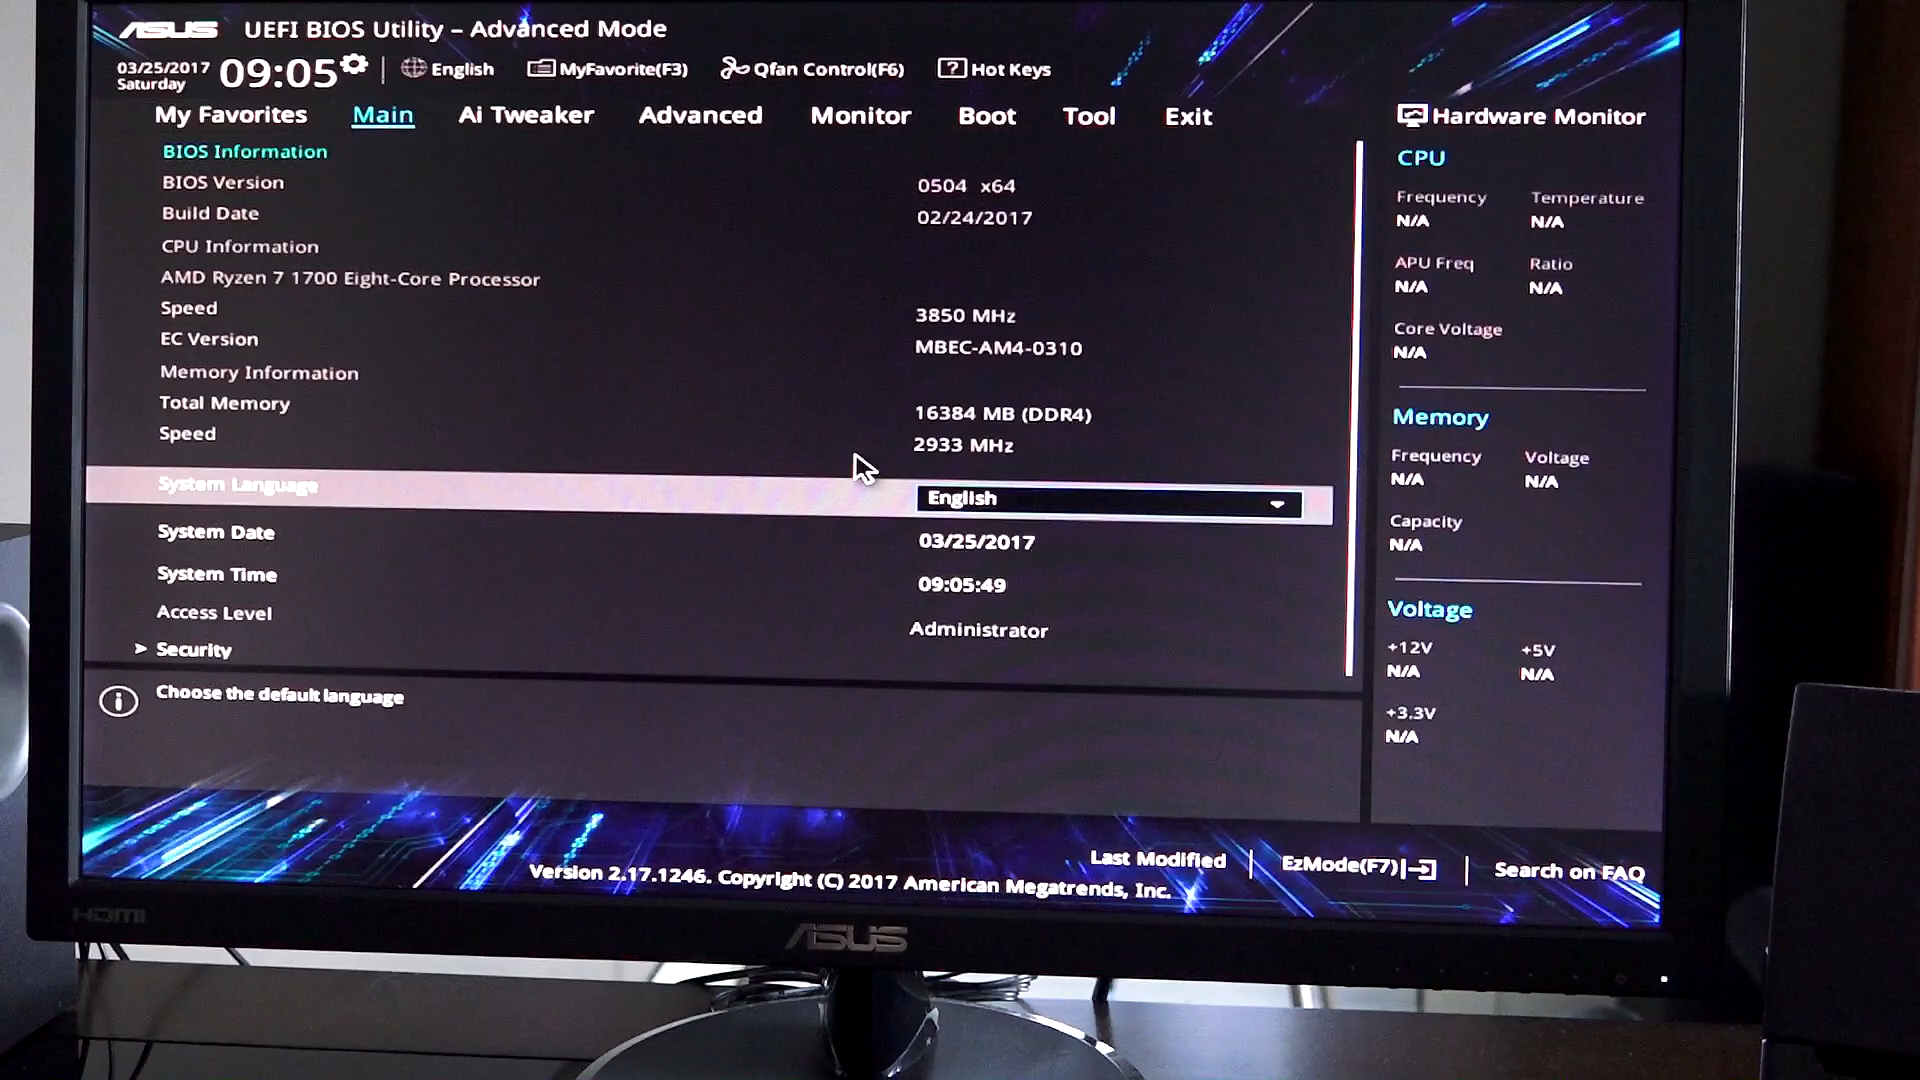 ASUS UEFI BIOS Utility – Advanced Mode
03/25/2017
Saturday
09:05
English
MyFavorite(F3)
Qfan Control(F6)
? Hot Keys
My Favorites Main Ai Tweaker Advanced Monitor Boot Tool Exit
BIOS Information
BIOS Version 0504 x64
Build Date 02/24/2017
CPU Information
AMD Ryzen 7 1700 Eight-Core Processor
Speed 3850 MHz
EC Version MBEC-AM4-0310
Memory Information
Total Memory 16384 MB (DDR4)
Speed 2933 MHz
System Language English
System Date 03/25/2017
System Time 09:05:49
Access Level Administrator
> Security
i Choose the default language
Hardware Monitor
CPU
Frequency Temperature
N/A N/A
APU Freq Ratio
N/A N/A
Core Voltage
N/A
Memory
Frequency Voltage
N/A N/A
Capacity
N/A
Voltage
+12V +5V
N/A N/A
+3.3V
N/A
Last Modified | EzMode(F7) | Search on FAQ
Version 2.17.1246. Copyright (C) 2017 American Megatrends, Inc.
HDMI
ASUS